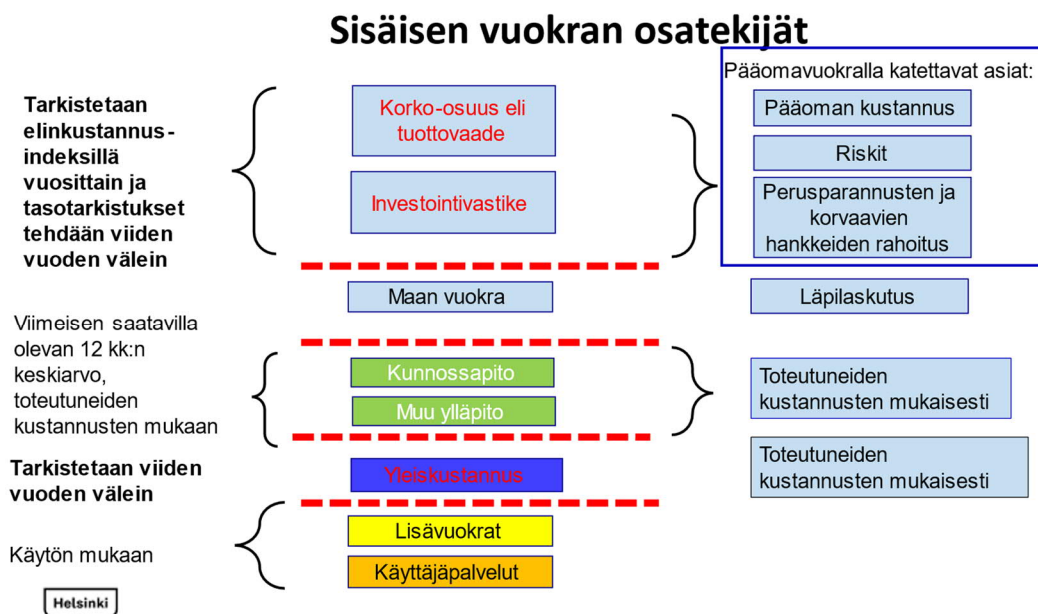 Sisäisen vuokran osatekijät
Tarkistetaan
elinkustannus-
indeksillä
vuosittain ja
tasotarkistukset
tehdään viiden
vuoden välein
Korko-osuus eli
tuottovaade
Investointivastike
Pääomavuokralla katettavat asiat:
Pääoman kustannus
Riskit
Perusparannusten ja
korvaavien
hankkeiden rahoitus
Maan vuokra
Läpilaskutus
Viimeisen saatavilla
olevan 12 kk:n
keskiarvo,
toteutuneiden
kustannusten mukaan
Kunnossapito
Muu ylläpito
Toteutuneiden
kustannusten mukaisesti
Tarkistetaan viiden
vuoden välein
Yleiskustannus
Toteutuneiden
kustannusten mukaisesti
Käytön mukaan
Lisävuokrat
Käyttäjäpalvelut
Helsinki